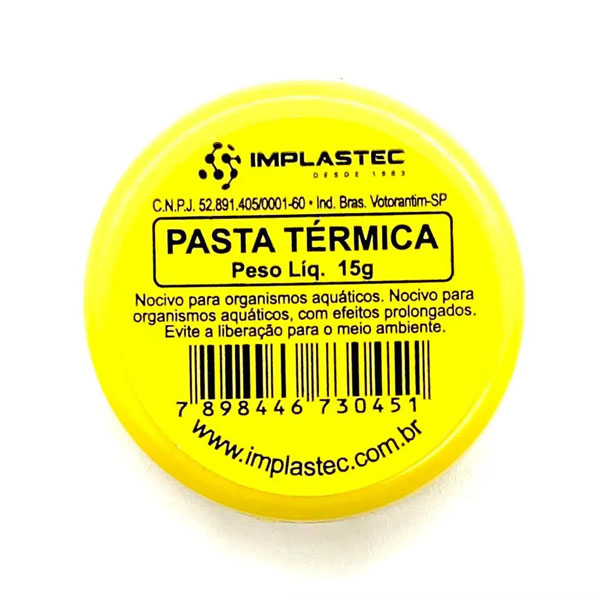 IMPLASTEC
DESDE 1983
C.N.P.J. 52.891.405/0001-60 • Ind. Bras. Votorantim-SP
PASTA TÉRMICA
Peso Líq. 15g
Nocivo para organismos aquáticos. Nocivo para
organismos aquáticos, com efeitos prolongados.
Evite a liberação para o meio ambiente.
7 898446 730451
www.implastec.com.br